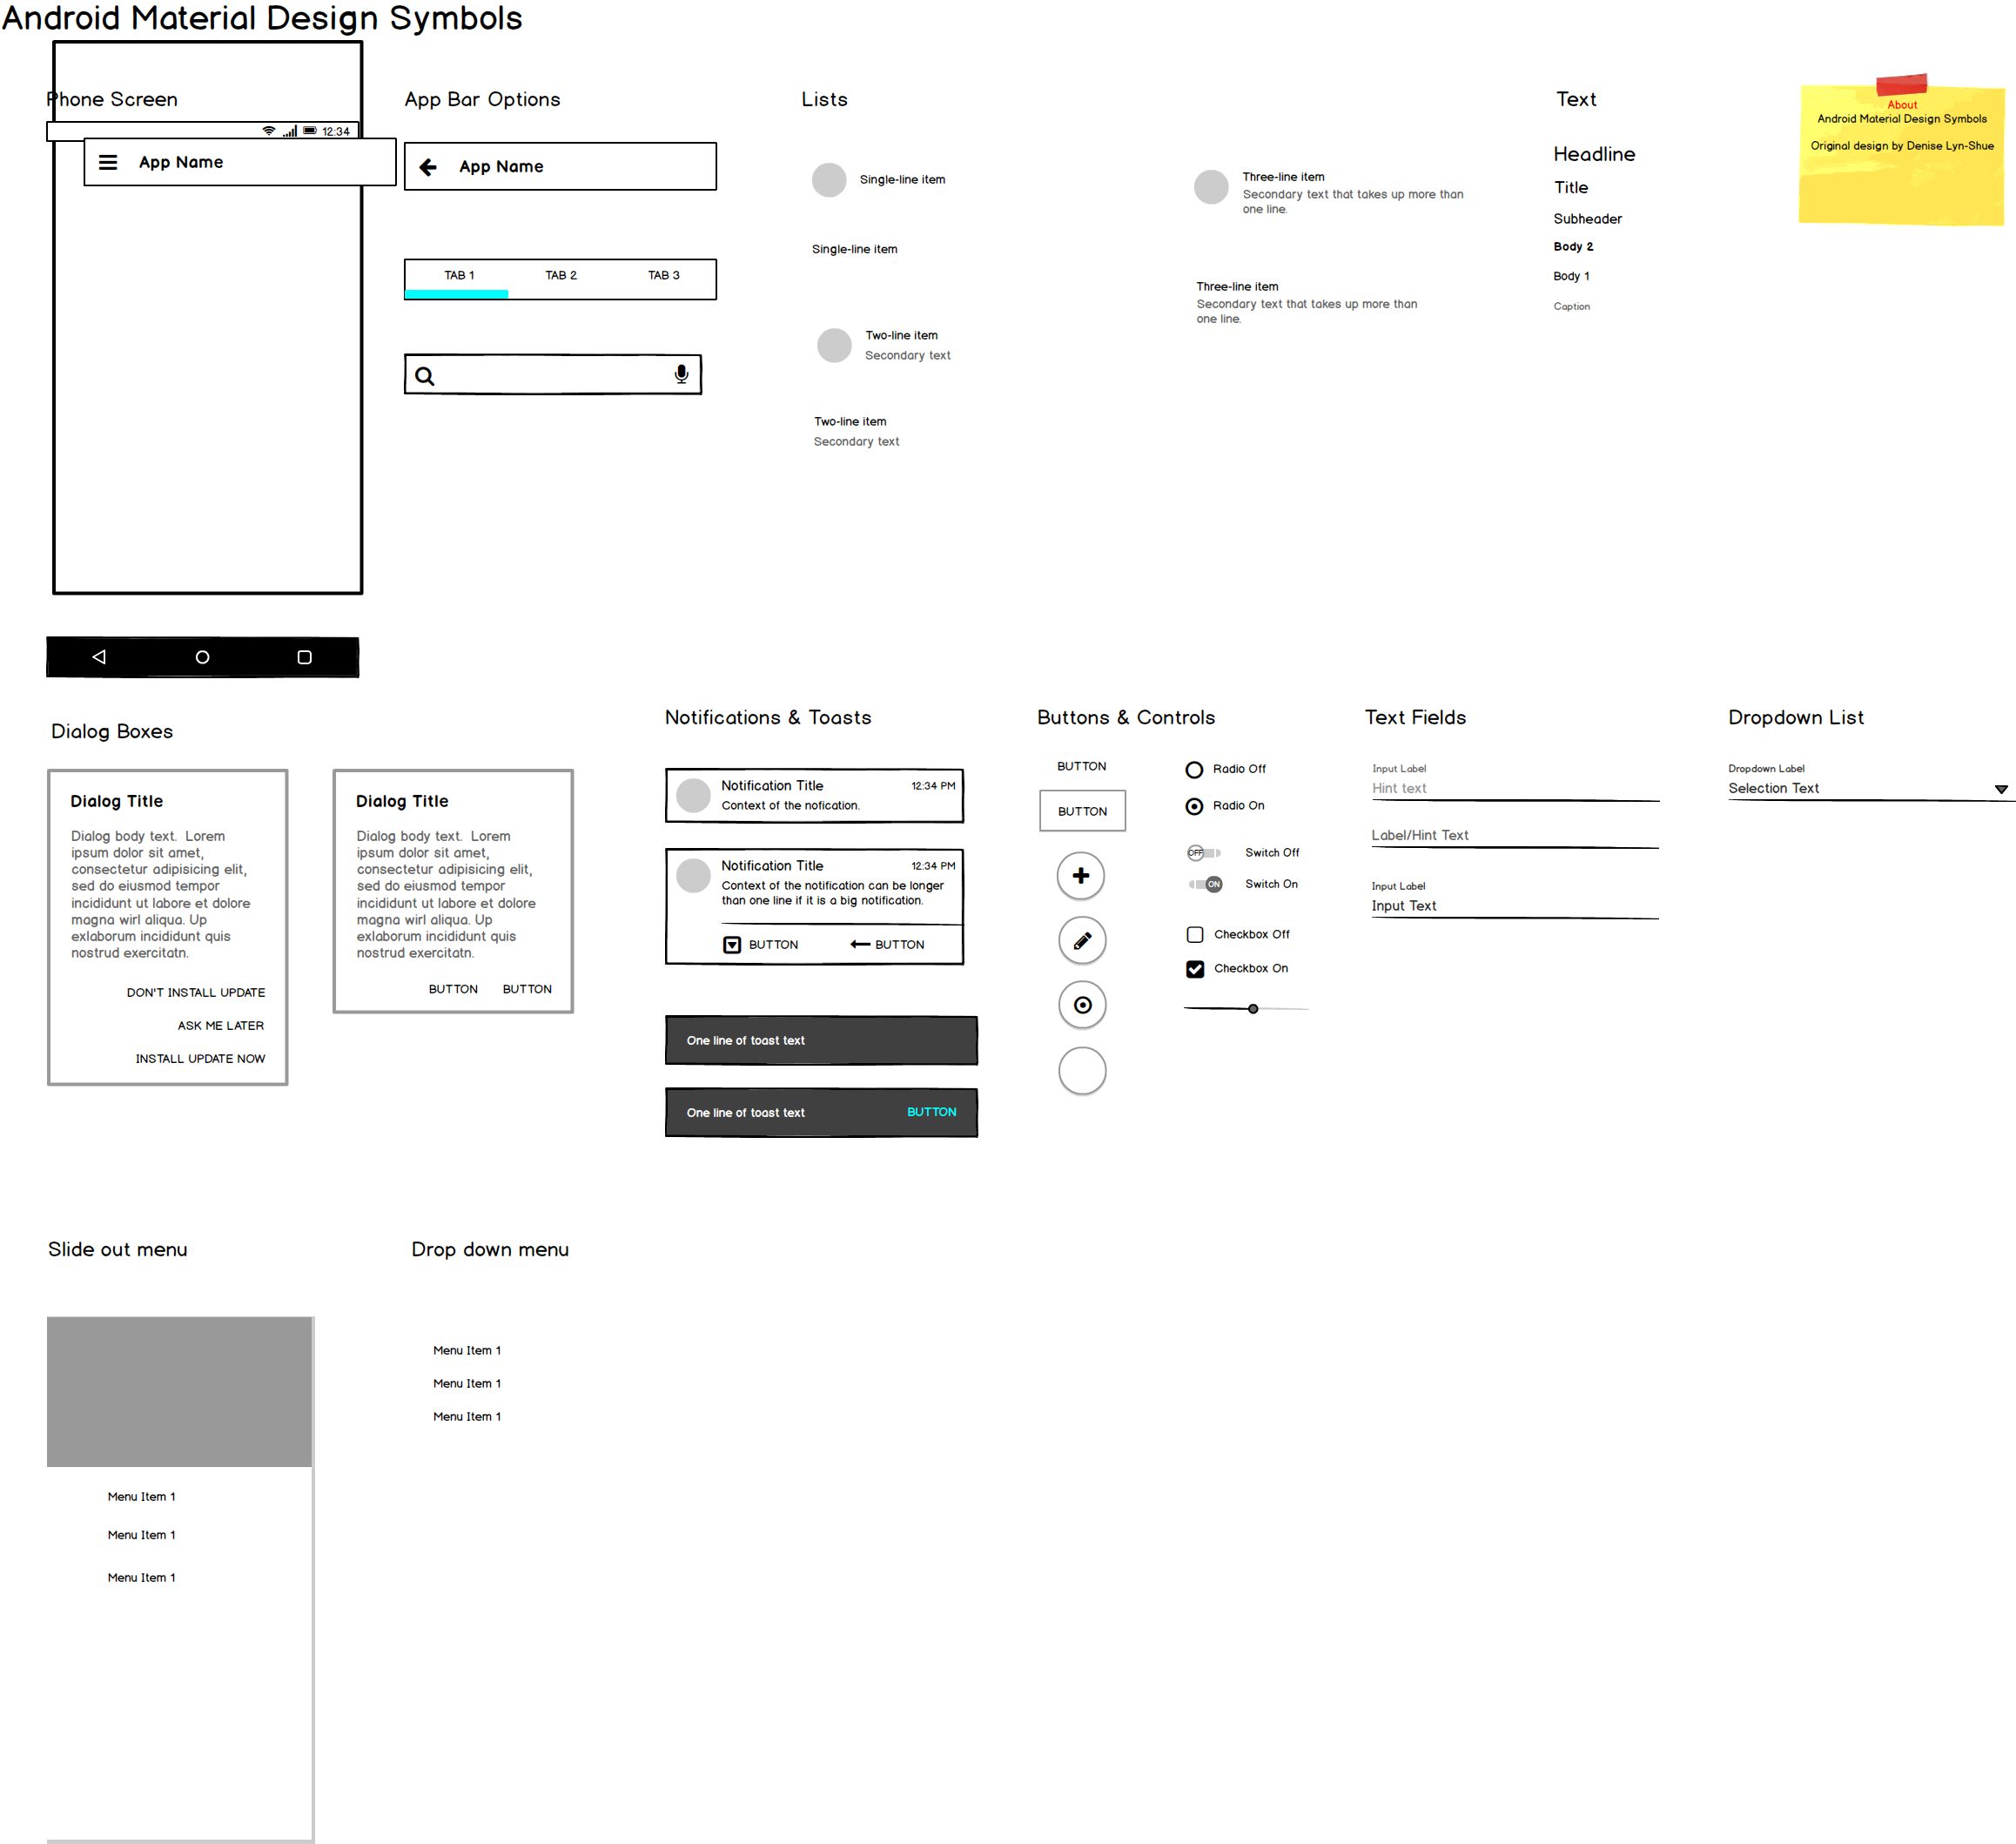 Android Material Design Symbols
Phone Screen
12:34
App Name
App Bar Options
App Name
TAB 1 TAB 2 TAB 3
Lists
Single-line item
Single-line item
Two-line item
Secondary text
Two-line item
Secondary text
Three-line item
Secondary text that takes up more than
one line.
Three-line item
Secondary text that takes up more than
one line.
Text
Headline
Title
Subheader
Body 2
Body 1
Caption
About
Android Material Design Symbols
Original design by Denise Lyn-Shue
Dialog Boxes
Dialog Title
Dialog body text. Lorem
ipsum dolor sit amet,
consectetur adipisicing elit,
sed do eiusmod tempor
incididunt ut labore et dolore
magna wirl aliqua. Up
exlaborum incididunt quis
nostrud exercitatn.
DON'T INSTALL UPDATE
ASK ME LATER
INSTALL UPDATE NOW
Dialog Title
Dialog body text. Lorem
ipsum dolor sit amet,
consectetur adipisicing elit,
sed do eiusmod tempor
incididunt ut labore et dolore
magna wirl aliqua. Up
exlaborum incididunt quis
nostrud exercitatn.
BUTTON BUTTON
Notifications & Toasts
Notification Title 12:34 PM
Context of the nofication.
Notification Title 12:34 PM
Context of the notification can be longer
than one line if it is a big notification.
BUTTON BUTTON
One line of toast text
One line of toast text BUTTON
Buttons & Controls
BUTTON
BUTTON
Radio Off
Radio On
OFF Switch Off
ON Switch On
Checkbox Off
Checkbox On
Text Fields
Input Label
Hint text
Label/Hint Text
Input Label
Input Text
Dropdown List
Dropdown Label
Selection Text
Slide out menu
Menu Item 1
Menu Item 1
Menu Item 1
Drop down menu
Menu Item 1
Menu Item 1
Menu Item 1